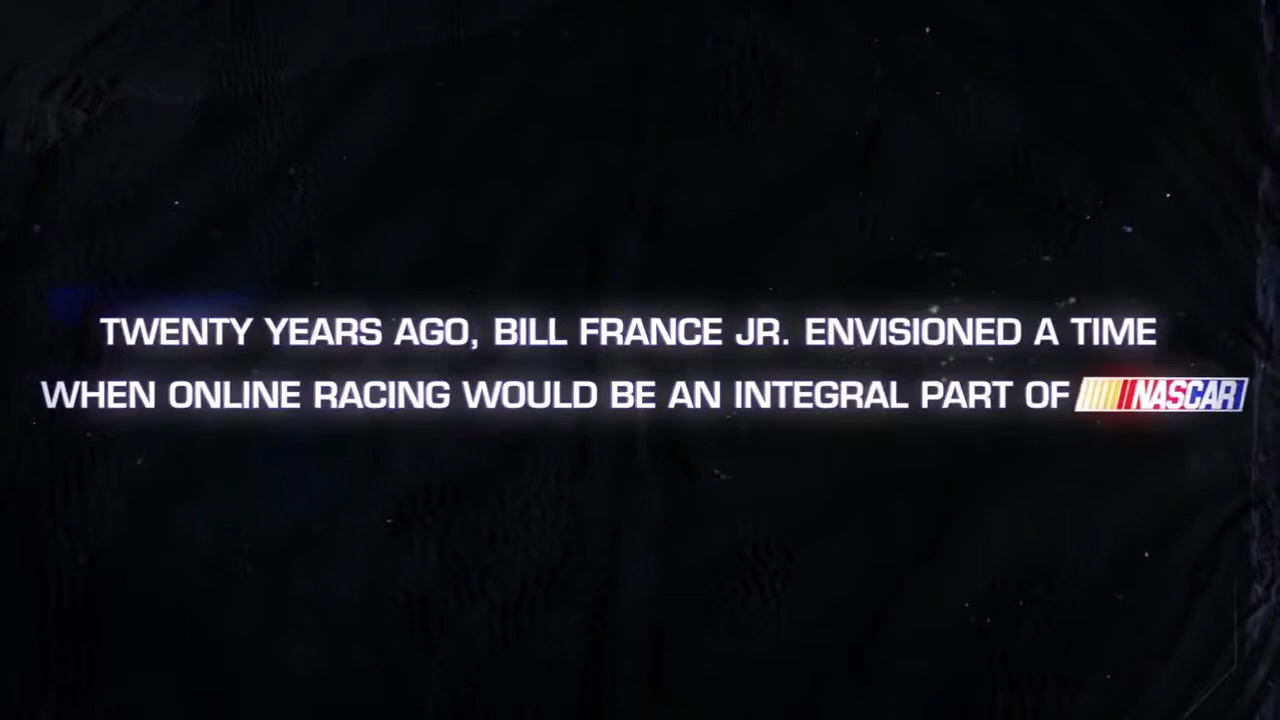 TWENTY YEARS AGO, BILL FRANCE JR. ENVISIONED A TIME
WHEN ONLINE RACING WOULD BE AN INTEGRAL PART OF NASCAR